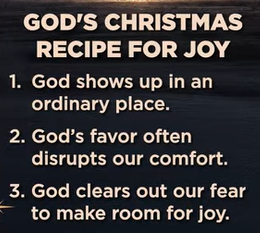 GOD'S CHRISTMAS
RECIPE FOR JOY
1. God shows up in an
ordinary place.
2. God's favor often
disrupts our comfort.
3. God clears out our fear
to make room for joy.